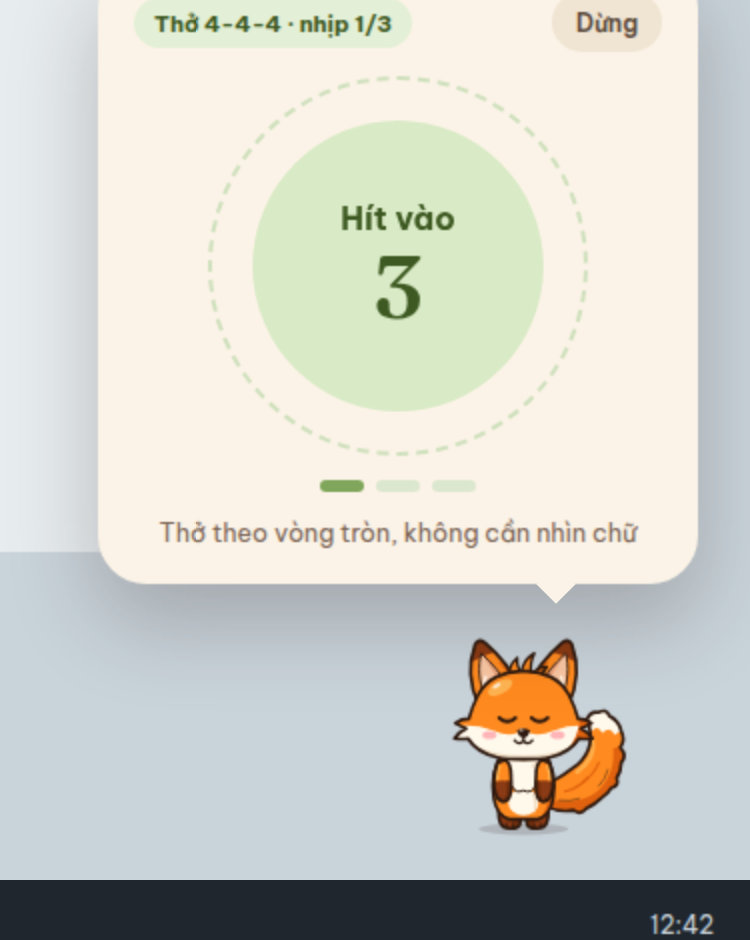 Thở 4-4-4 · nhịp 1/3
Dừng
Hít vào
3
Thở theo vòng tròn, không cần nhìn chữ
12:42